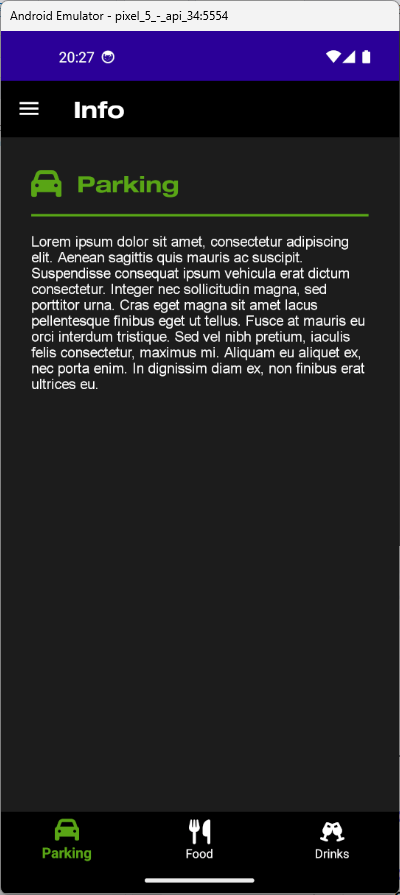 Android Emulator - pixel_5_-_api_34:5554
20:27
Info
Parking
Lorem ipsum dolor sit amet, consectetur adipiscing
elit. Aenean sagittis quis mauris ac suscipit.
Suspendisse consequat ipsum vehicula erat dictum
consectetur. Integer nec sollicitudin magna, sed
porttitor urna. Cras eget magna sit amet lacus
pellentesque finibus eget ut tellus. Fusce at mauris eu
orci interdum tristique. Sed vel nibh pretium, iaculis
felis consectetur, maximus mi. Aliquam eu aliquet ex,
nec porta enim. In dignissim diam ex, non finibus erat
ultrices eu.
Parking
Food
Drinks